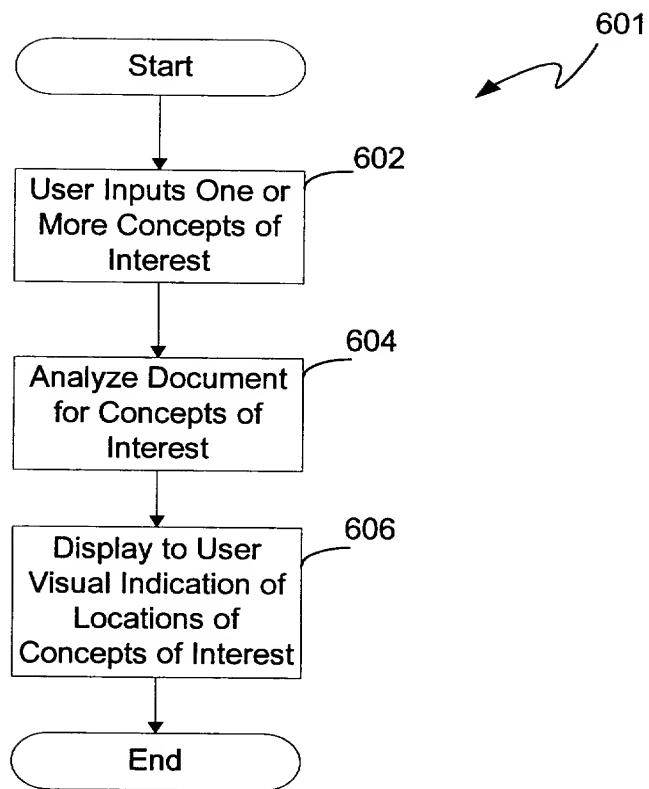 601
Start
602
User Inputs One or
More Concepts of
Interest
604
Analyze Document
for Concepts of
Interest
606
Display to User
Visual Indication of
Locations of
Concepts of Interest
End